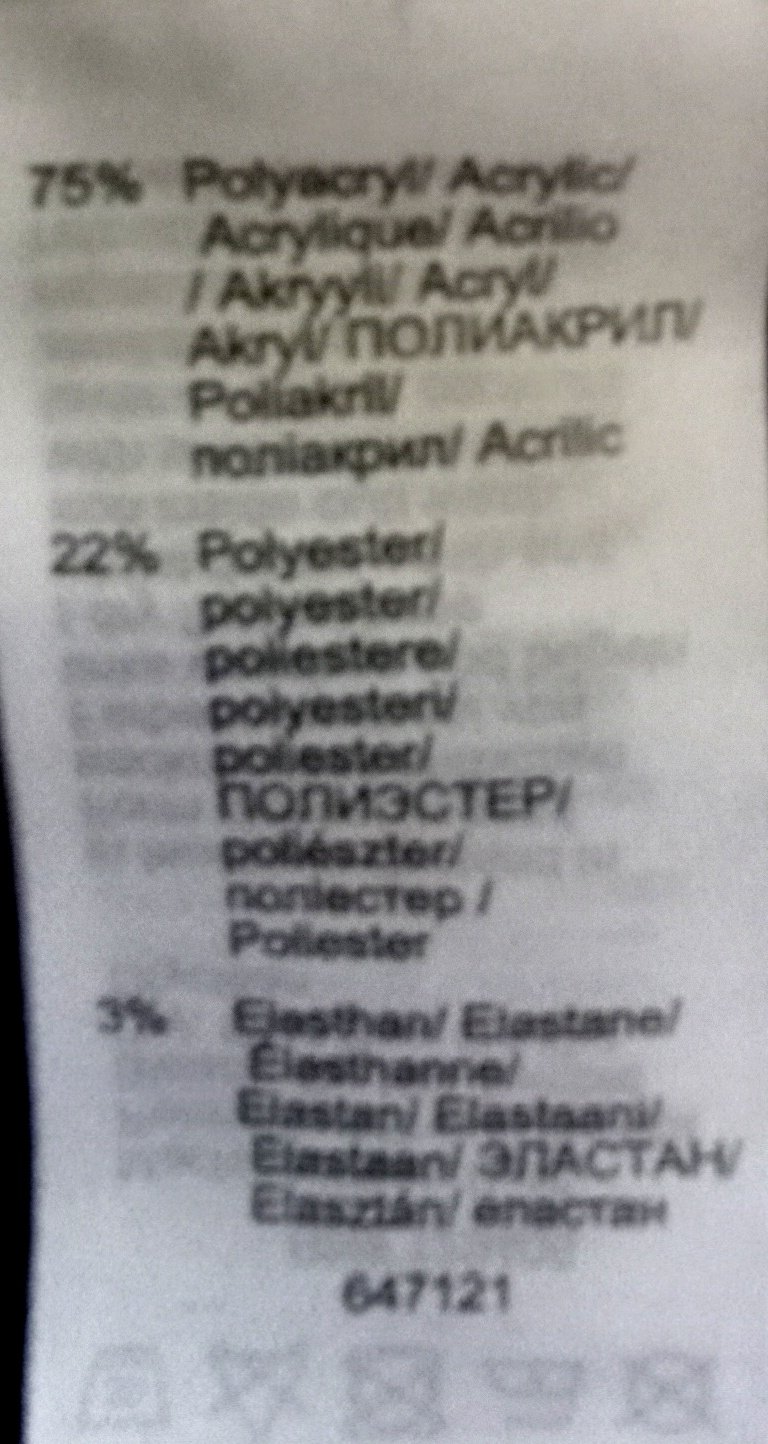 75% Polyacryl/ Acrylic/
Acrylique/ Acrilio
/ Akryyli/ Acryl/
Akryl/ ПОЛИАКРИЛ/
Poliakril/
поліакрил/ Acrilic
22% Polyester/
polyester/
poliestere/
polyesteri/
poliester/
ПОЛИЭСТЕР/
poliészter/
поліестер /
Poliester
3% Elasthan/ Elastane/
Élasthanne/
Elastan/ Elastaani/
Elastaan/ ЭЛАСТАН/
Elasztán/ еластан
647121